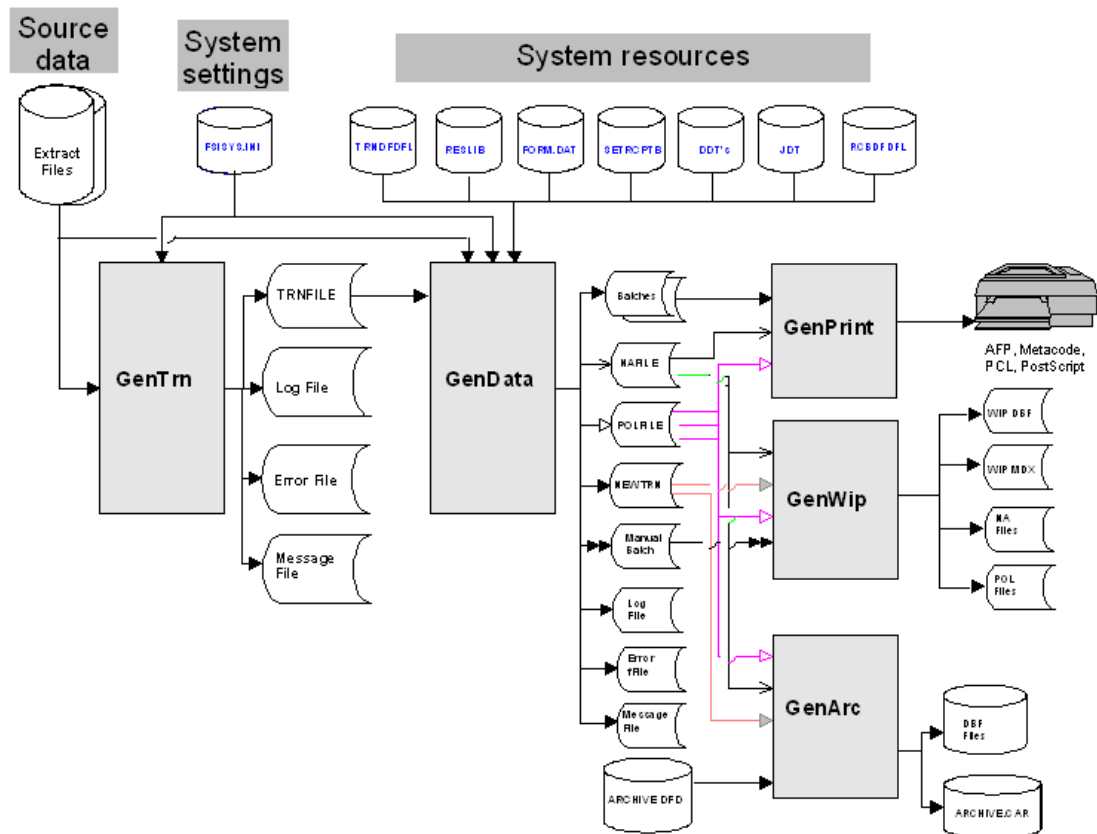 Source
data
System
settings
System resources
Extract
Files
FSISYS.INI
TRNDFDFL
RESLIB
FORM.DAT
SETRCPTB
DDT's
JDT
RCBDFDFL
GenTrn
TRNFILE
Log File
Error File
Message
File
GenData
Batches
NAFILE
POLFILE
NEWTRN
Manual
Batch
Log
File
Error
fFile
Message
File
ARCHIVE DFD
GenPrint
GenWip
GenArc
AFP, Metacode,
PCL, PostScript
WIP DBF
WIP MDX
NA
Files
POL
Files
DBF
Files
ARCHIVE.CAR